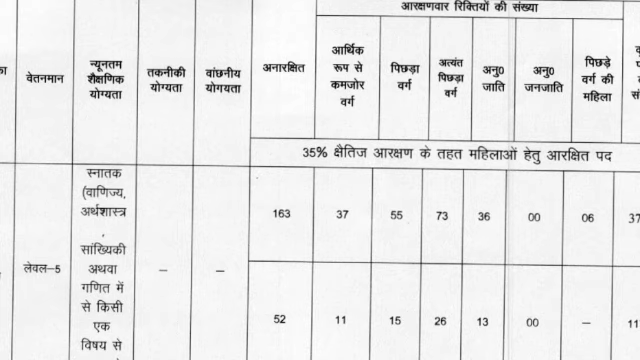 आरक्षणवार रिक्तियों की संख्या
वेतनमान
न्यूनतम
शैक्षणिक
योग्यता
तकनीकी
योग्यता
वांछनीय
योगयता
अनारक्षित
आर्थिक
रूप से
कमजोर
वर्ग
पिछड़ा
वर्ग
अत्यंत
पिछड़ा
वर्ग
अनु0
जाति
अनु0
जनजाति
पिछड़े
वर्ग की
महिला
35% क्षैतिज आरक्षण के तहत महिलाओं हेतु आरक्षित पद
लेवल–5
स्नातक
(वाणिज्य,
अर्थशास्त्र
,
सांख्यिकी
अथवा
गणित में
से किसी
एक
विषय से
–
–
163 37 55 73 36 00 06 37
52 11 15 26 13 00 – 11